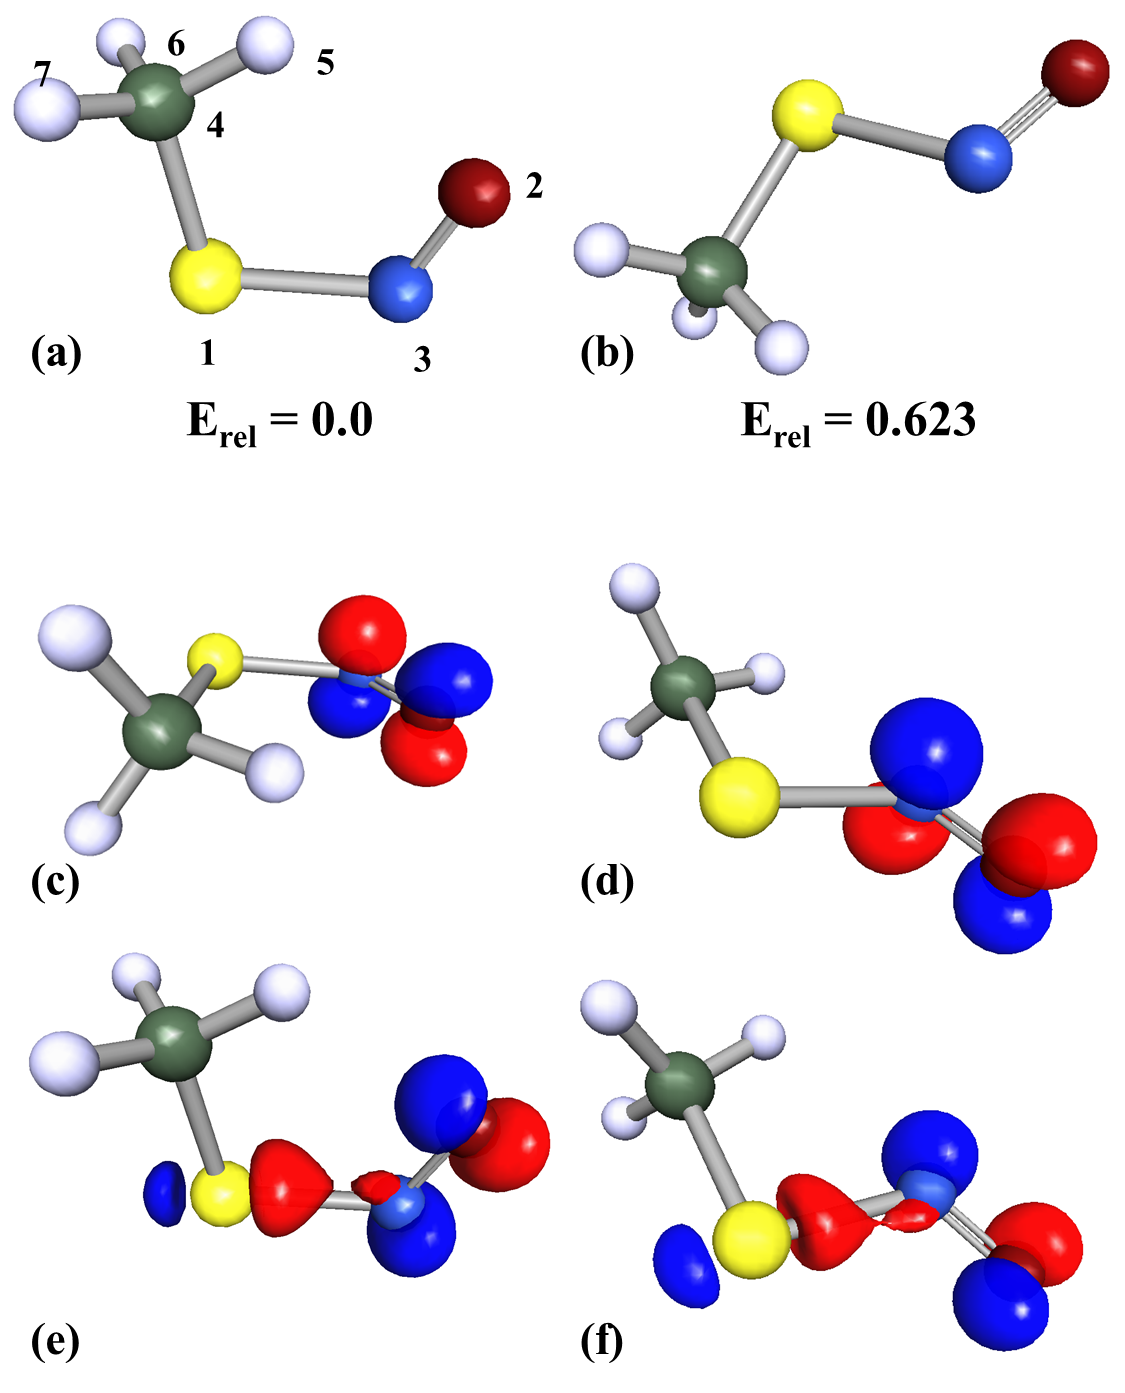 6
7
5
4
2
1
3
(a)
(b)
E_rel = 0.0
E_rel = 0.623
(c)
(d)
(e)
(f)